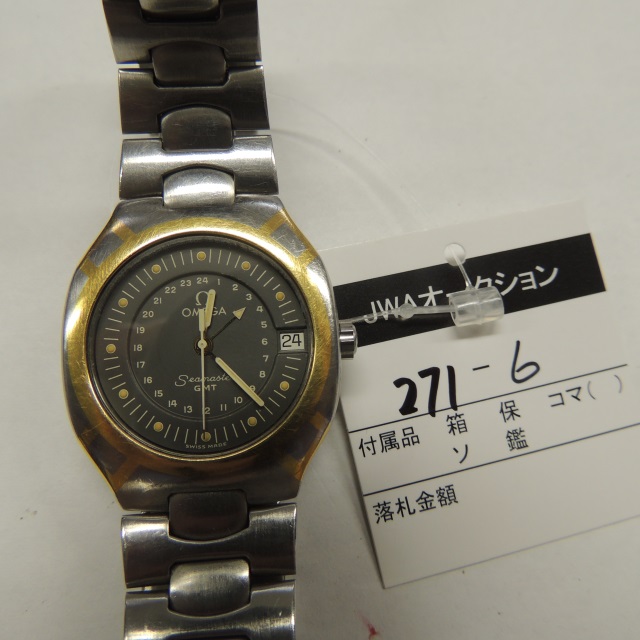 24
OMEGA
Seamaster
GMT
24
SWISS MADE
JWAオークション
271-6
付属品 箱 保 コマ( )
ソ 鑑
落札金額